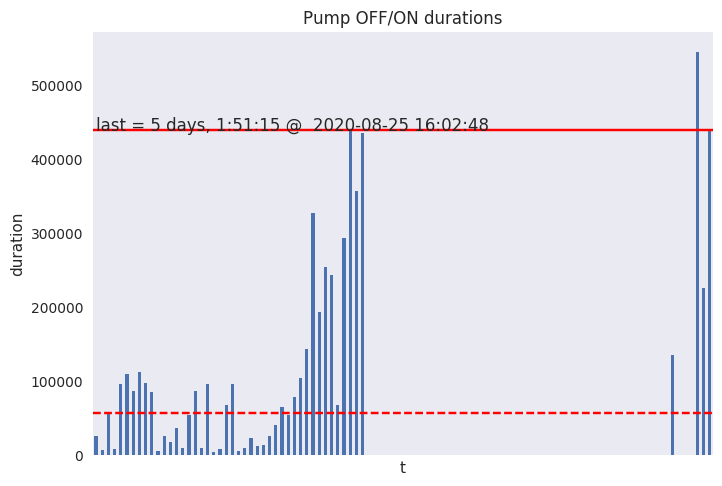 Pump OFF/ON durations
500000
last = 5 days, 1:51:15 @  2020-08-25 16:02:48
400000
300000
duration
200000
100000
0
t